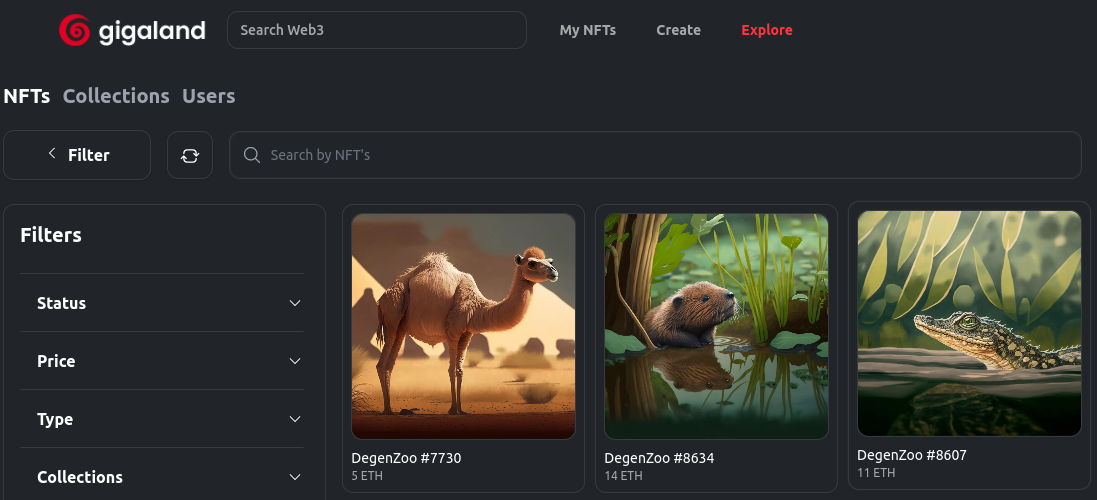 gigaland
Search Web3
My NFTs
Create
Explore
NFTs Collections Users
Filter
Search by NFT's
Filters
Status
Price
Type
Collections
DegenZoo #7730
5 ETH
DegenZoo #8634
14 ETH
DegenZoo #8607
11 ETH